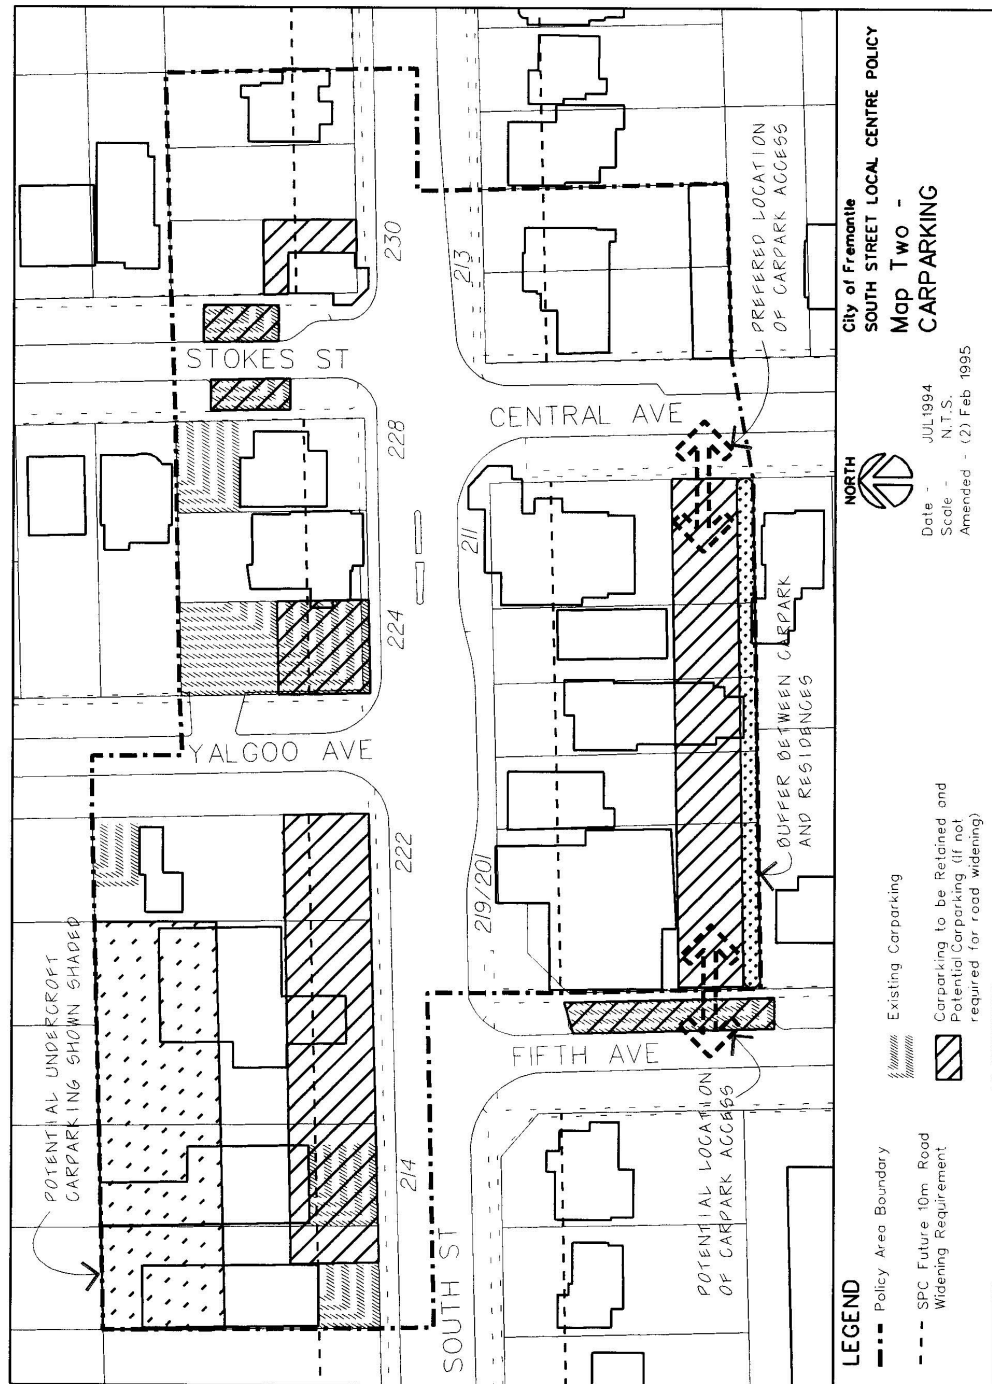 City of Fremantle
SOUTH STREET LOCAL CENTRE POLICY
Map Two -
CARPARKING
NORTH
Date - JUL1994
Scale - N.T.S.
Amended - (2) Feb 1995
LEGEND
Policy Area Boundary
SPC Future 10m Road
Widening Requirement
Existing Carparking
Carparking to be Retained and
Potential Carparking (If not
required for road widening)
POTENTIAL UNDERCROFT
CARPARKING SHOWN SHADED
YALGOO AVE
STOKES ST
214
222
224
228
230
SOUTH ST
219/201
211
213
FIFTH AVE
CENTRAL AVE
POTENTIAL LOCATION
OF CARPARK ACCESS
BUFFER BETWEEN CARPARK
AND RESIDENCES
PREFERED LOCATION
OF CARPARK ACCESS